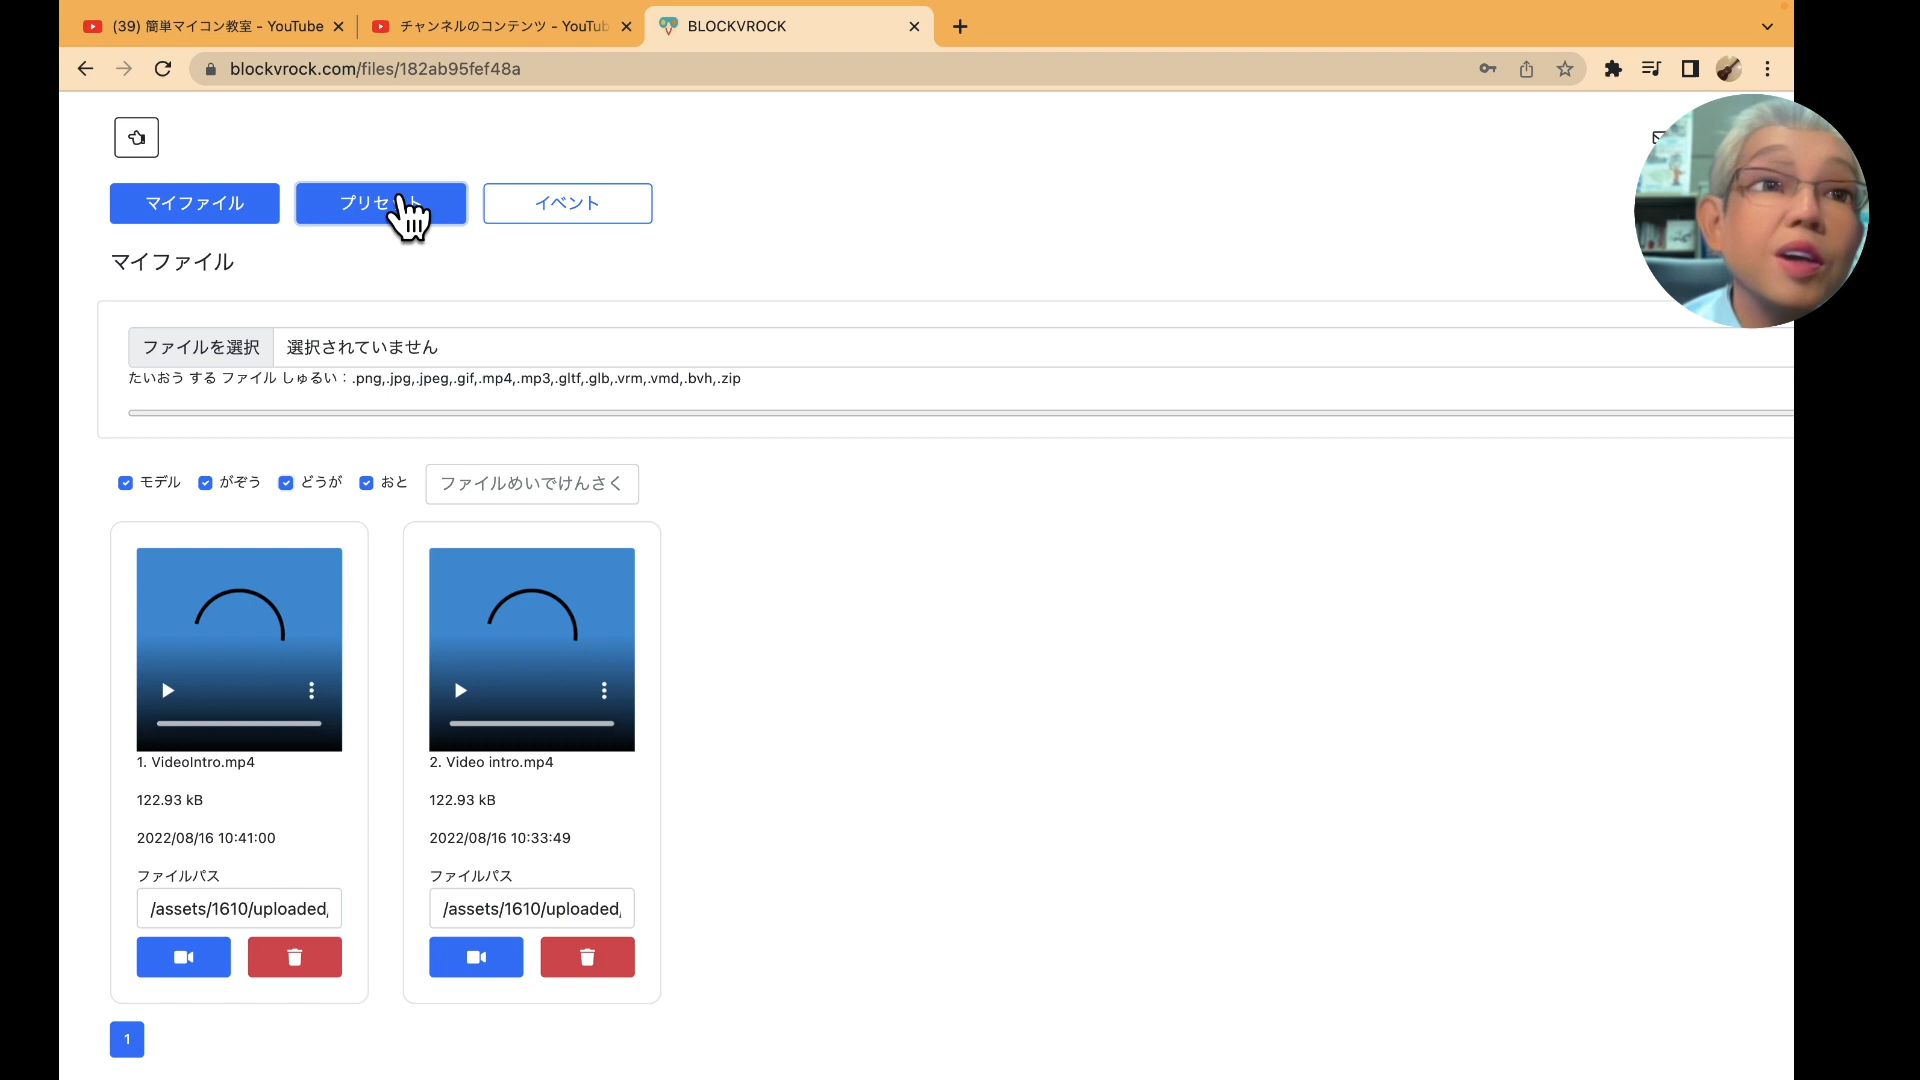 (39) 簡単マイコン教室 - YouTube
チャンネルのコンテンツ - YouTub
BLOCKVROCK
blockvrock.com/files/182ab95fef48a
マイファイル
プリセット
イベント
マイファイル
ファイルを選択 選択されていません
たいおう する ファイル しゅるい：.png,.jpg,.jpeg,.gif,.mp4,.mp3,.gltf,.glb,.vrm,.vmd,.bvh,.zip
モデル がぞう どうが おと ファイルめいでけんさく
1. VideoIntro.mp4
122.93 kB
2022/08/16 10:41:00
ファイルパス
/assets/1610/uploaded,
2. Video intro.mp4
122.93 kB
2022/08/16 10:33:49
ファイルパス
/assets/1610/uploaded,
1